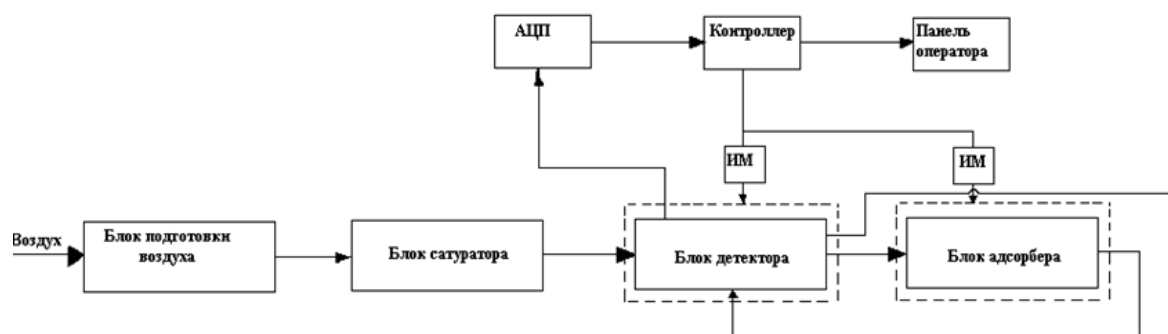 АЦП
Контроллер
Панель
оператора
ИМ
ИМ
Воздух
Блок подготовки
воздуха
Блок сатуратора
Блок детектора
Блок адсорбера